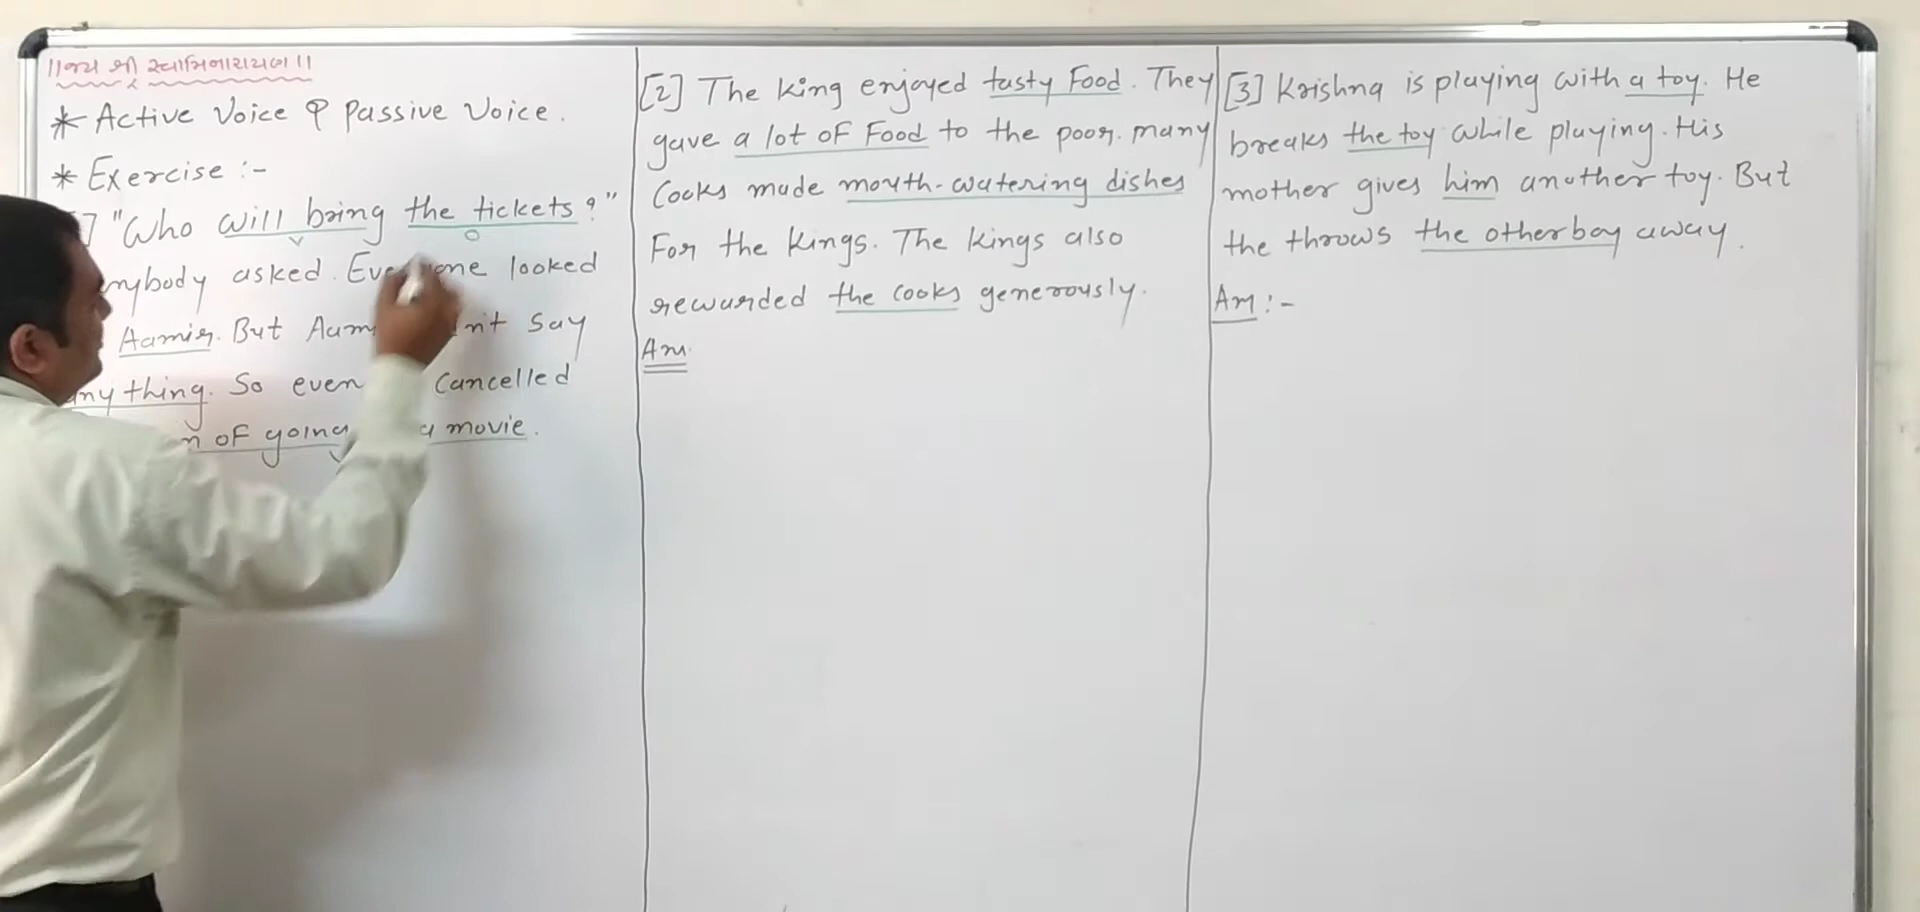 ॥જય શ્રી સ્વામિનારાયણ॥
* Active Voice & Passive Voice.
* Exercise :-
"Who will bring the tickets?"
asked. Everyone looked
Aamir. But say
any thing. So cancelled
of going movie.
[2] The king enjoyed tasty Food. They
gave a lot of Food to the poor. many
Cooks made mouth-watering dishes
For the Kings. The Kings also
rewarded the Cooks generously.
Ans.
[3] Krishna is playing with a toy. He
breaks the toy while playing. His
mother gives him another toy. But
the throws the other boy away.
Ans :-